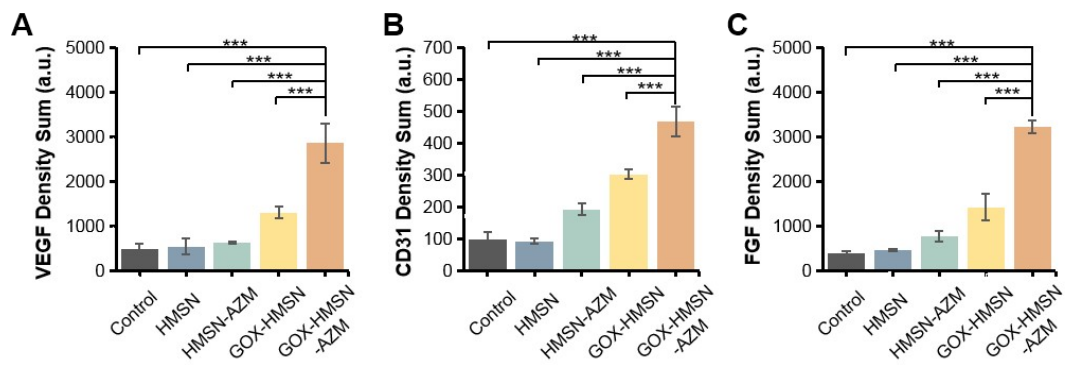 A
VEGF Density Sum (a.u.)
5000
4000
3000
2000
1000
0
***
***
***
***
Control
HMSN
HMSN-AZM
GOX-HMSN
GOX-HMSN
-AZM
B
CD31 Density Sum (a.u.)
700
600
500
400
300
200
100
0
***
***
***
***
Control
HMSN
HMSN-AZM
GOX-HMSN
GOX-HMSN
-AZM
C
FGF Density Sum (a.u.)
5000
4000
3000
2000
1000
0
***
***
***
***
Control
HMSN
HMSN-AZM
GOX-HMSN
GOX-HMSN
-AZM